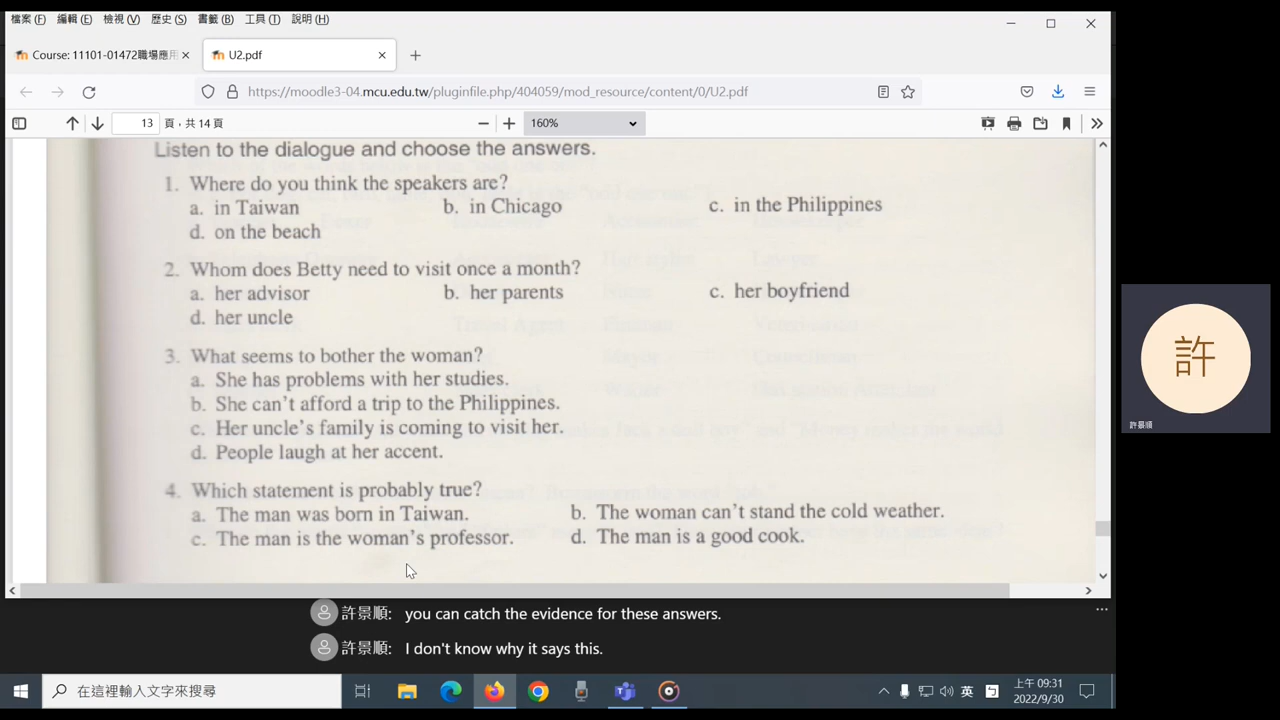 檔案(F) 編輯(E) 檢視(V) 歷史(S) 書籤(B) 工具(T) 說明(H)
Course: 11101-01472職場應用
U2.pdf
https://moodle3-04.mcu.edu.tw/pluginfile.php/404059/mod_resource/content/0/U2.pdf
13 頁，共 14 頁
160%
Listen to the dialogue and choose the answers.
1. Where do you think the speakers are?
a. in Taiwan b. in Chicago c. in the Philippines
d. on the beach
2. Whom does Betty need to visit once a month?
a. her advisor b. her parents c. her boyfriend
d. her uncle
3. What seems to bother the woman?
a. She has problems with her studies.
b. She can't afford a trip to the Philippines.
c. Her uncle's family is coming to visit her.
d. People laugh at her accent.
4. Which statement is probably true?
a. The man was born in Taiwan. b. The woman can't stand the cold weather.
c. The man is the woman's professor. d. The man is a good cook.
許
許景順
許景順: you can catch the evidence for these answers.
許景順: I don't know why it says this.
在這裡輸入文字來搜尋
英
上午 09:31
2022/9/30